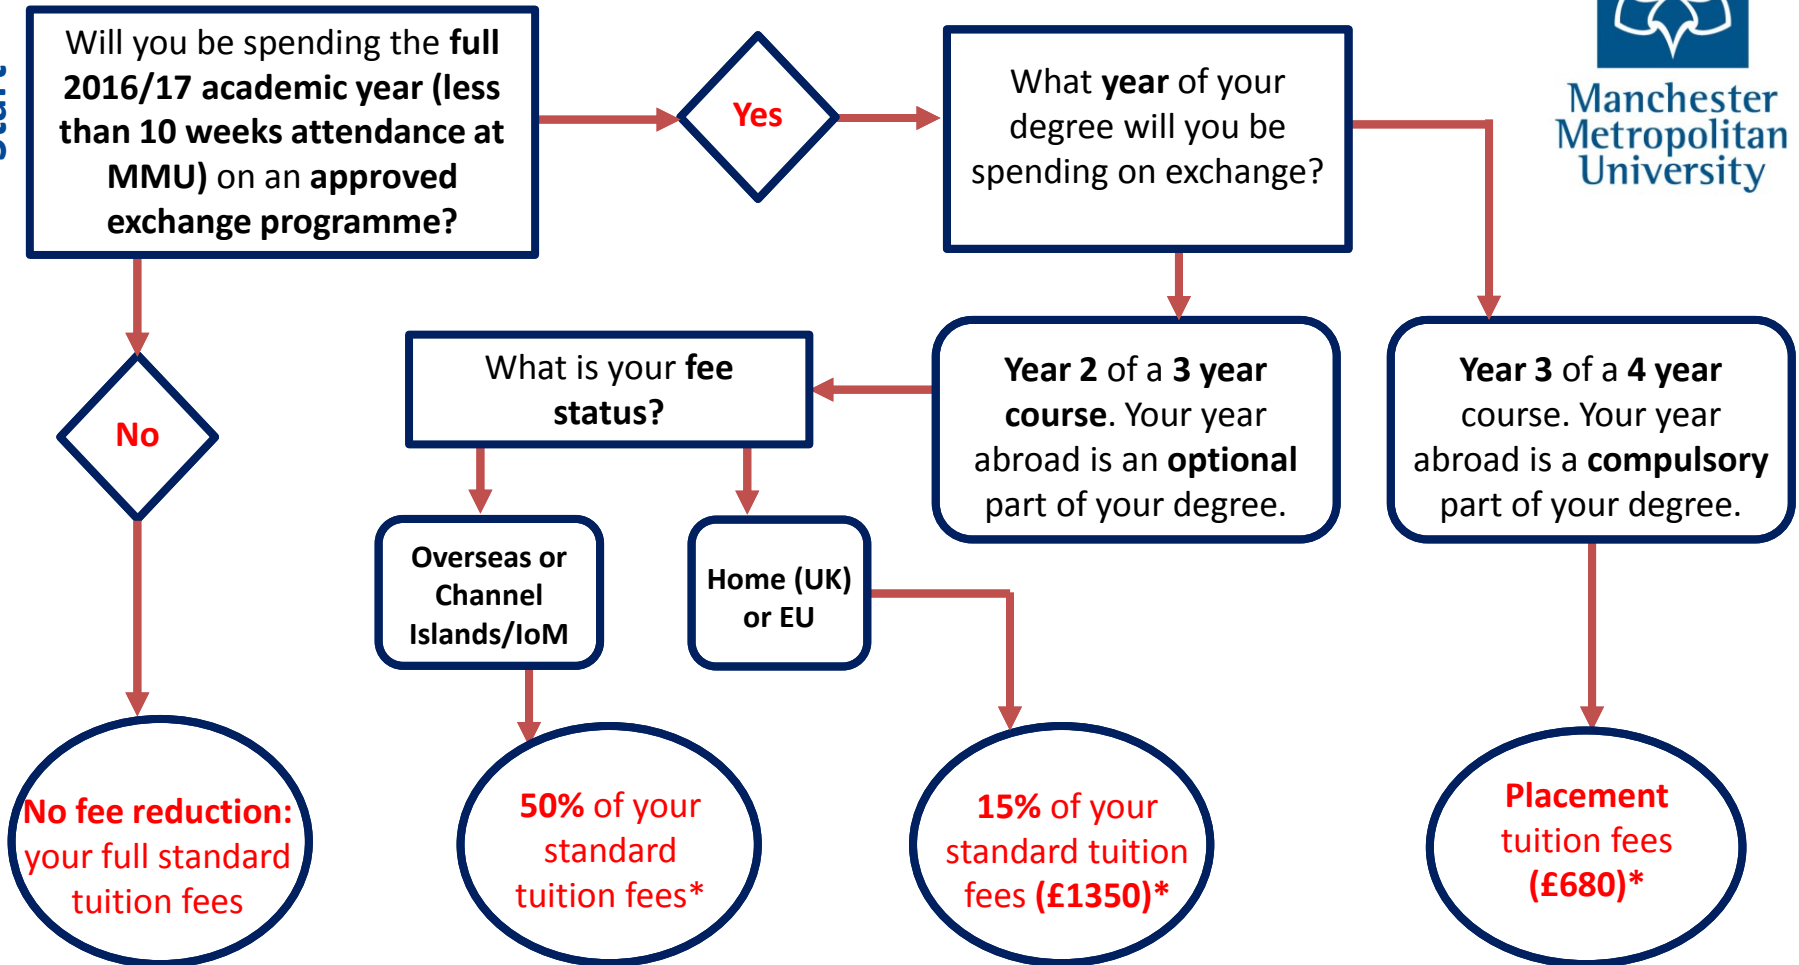 Start
Will you be spending the full
2016/17 academic year (less
than 10 weeks attendance at
MMU) on an approved
exchange programme?
Yes
What year of your
degree will you be
spending on exchange?
Manchester
Metropolitan
University
No
What is your fee
status?
Year 2 of a 3 year
course. Your year
abroad is an optional
part of your degree.
Year 3 of a 4 year
course. Your year
abroad is a compulsory
part of your degree.
Overseas or
Channel
Islands/IoM
Home (UK)
or EU
No fee reduction:
your full standard
tuition fees
50% of your
standard
tuition fees*
15% of your
standard tuition
fees (£1350)*
Placement
tuition fees
(£680)*